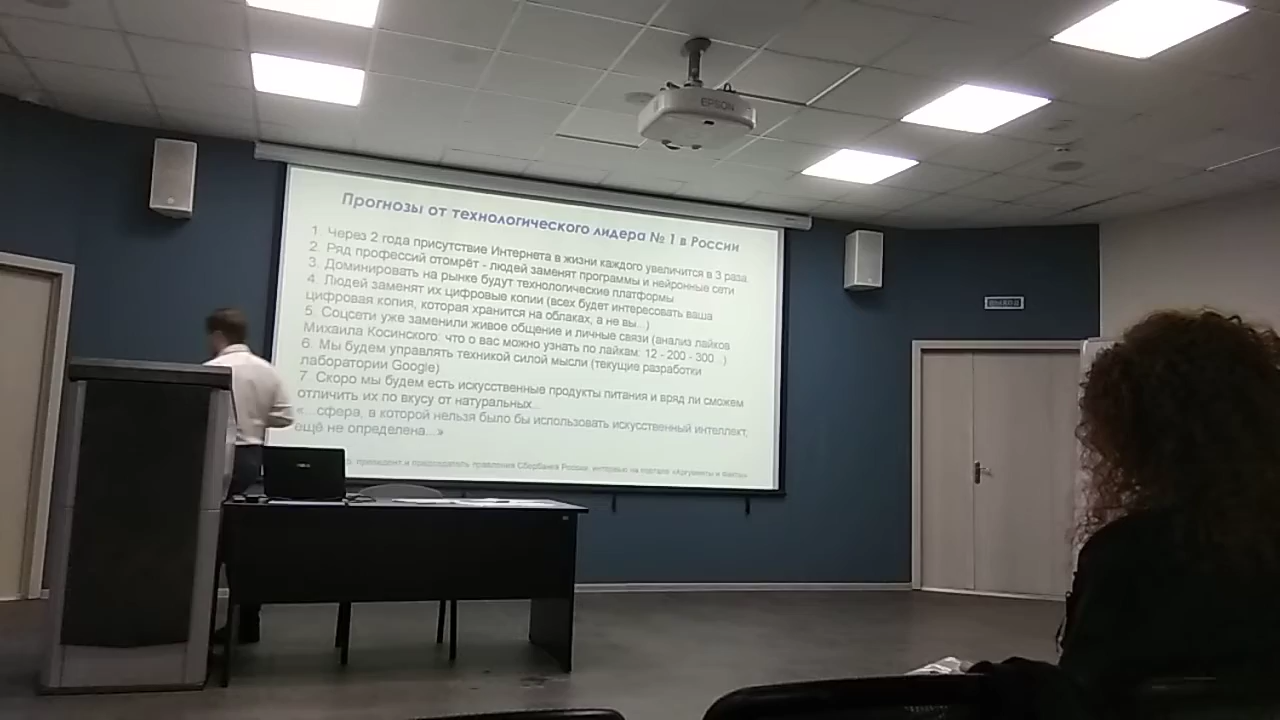 EPSON
Прогнозы от технологического лидера № 1 в России
1. Через 2 года присутствие Интернета в жизни каждого увеличится в 3 раза
2. Ряд профессий отомрёт - людей заменят программы и нейронные сети
3. Доминировать на рынке будут технологические платформы
4. Людей заменят их цифровые копии (всех будет интересовать ваша
цифровая копия, которая хранится на облаках, а не вы...)
5. Соцсети уже заменили живое общение и личные связи (анализ лайков
Михаила Косинского: что о вас можно узнать по лайкам: 12 - 200 - 300 ..)
6. Мы будем управлять техникой силой мысли (текущие разработки
лаборатории Google)
7. Скоро мы будем есть искусственные продукты питания и вряд ли сможем
отличить их по вкусу от натуральных...
«...сфера, в которой нельзя было бы использовать искусственный интеллект,
ещё не определена...»
президент и председатель правления Сбербанка России, интервью на портале «Аргументы и Факты»